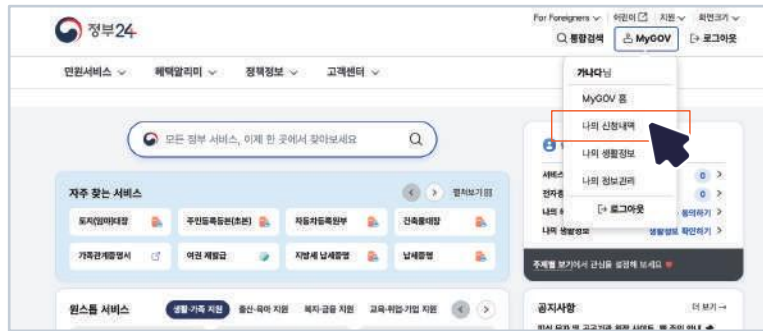 For Foreigners 어린이 지원 화면크기
정부24
통합검색 MyGOV 로그아웃
민원서비스 혜택알리미 정책정보 고객센터
가나다님
MyGOV 홈
나의 신청내역
나의 생활정보
나의 정보관리
로그아웃
모든 정부 서비스, 이제 한 곳에서 찾아보세요
자주 찾는 서비스 펼쳐보기
토지(임야)대장 주민등록등본(초본) 자동차등록원부 건축물대장
가족관계증명서 여권 재발급 지방세 납세증명 납세증명
서비스 0
0
나의 동의하기
나의 생활정보 생활정보 확인하기
주제별 보기에서 관심을 설정해 보세요
원스톱 서비스 생활·가족 지원 출산·육아 지원 복지·금융 지원 교육·취업·기업 지원
공지사항 더 보기